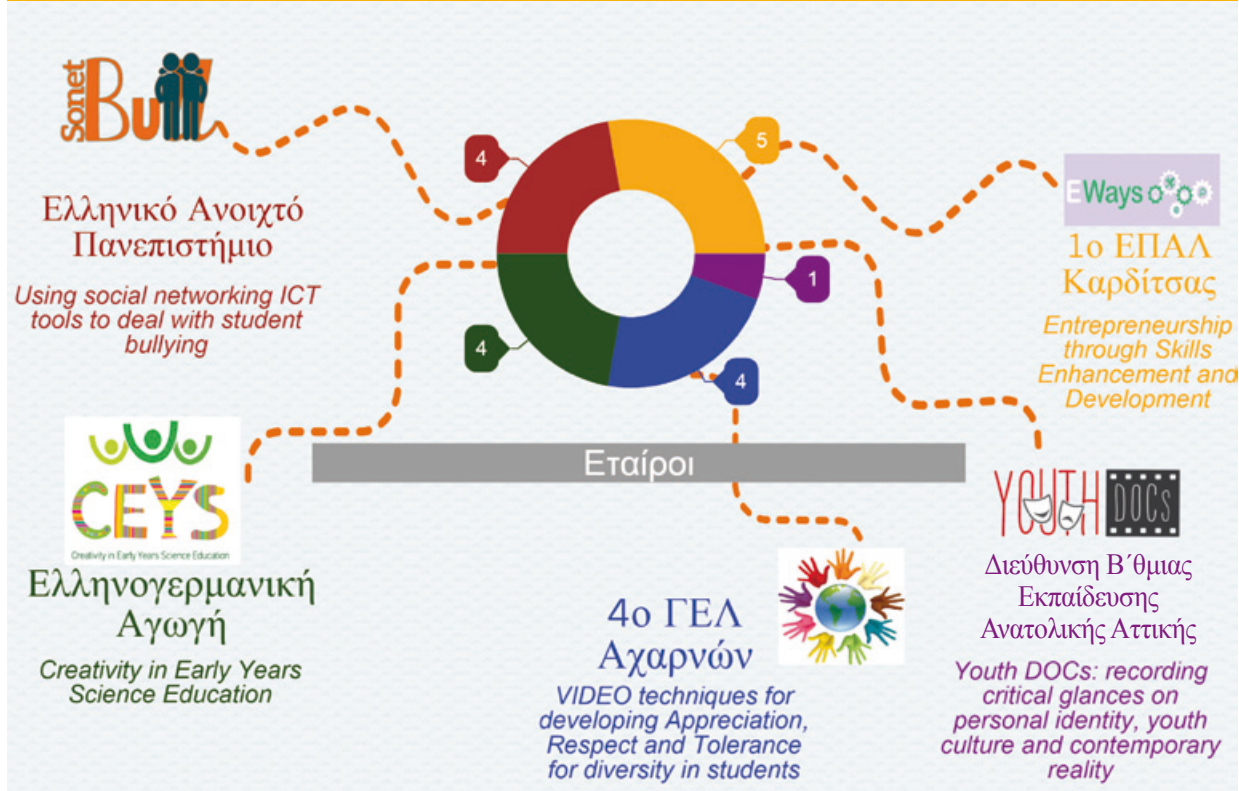 Sonet
Bull
Ελληνικό Ανοιχτό
Πανεπιστήμιο
Using social networking ICT
tools to deal with student
bullying
4
5
4
1
4
EWays
1ο ΕΠΑΛ
Καρδίτσας
Entrepreneurship
through Skills
Enhancement and
Development
Εταίροι
CEYS
Creativity in Early Years Science Education
Ελληνογερμανική
Αγωγή
Creativity in Early Years
Science Education
4ο ΓΕΛ
Αχαρνών
VIDEO techniques for
developing Appreciation,
Respect and Tolerance
for diversity in students
YOUTH DOCs
Διεύθυνση Β΄θμιας
Εκπαίδευσης
Ανατολικής Αττικής
Youth DOCs: recording
critical glances on
personal identity, youth
culture and contemporary
reality